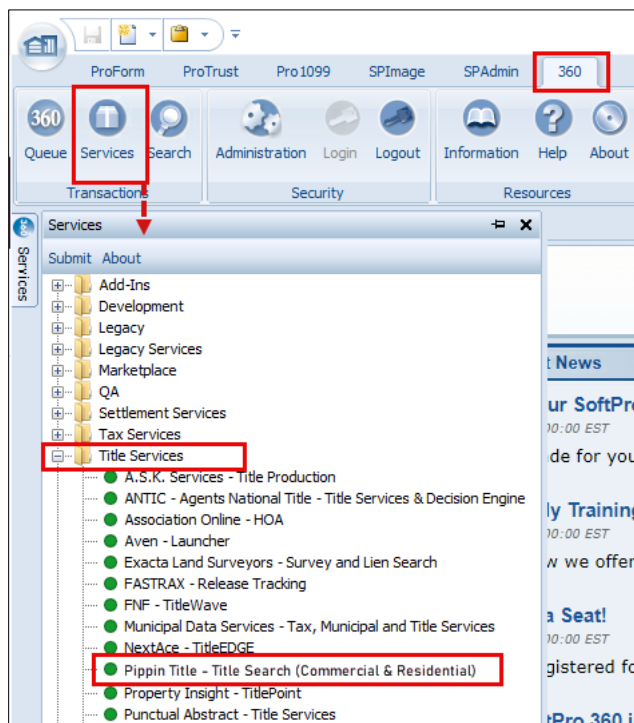 ProForm ProTrust Pro1099 SPImage SPAdmin 360
360
Queue Services Search Administration Login Logout Information Help About
Transactions Security Resources
360 Services
Services
Submit About
Add-Ins
Development
Legacy
Legacy Services
Marketplace
QA
Settlement Services
Tax Services
Title Services
A.S.K. Services - Title Production
ANTIC - Agents National Title - Title Services & Decision Engine
Association Online - HOA
Aven - Launcher
Exacta Land Surveyors - Survey and Lien Search
FASTRAX - Release Tracking
FNF - TitleWave
Municipal Data Services - Tax, Municipal and Title Services
NextAce - TitleEDGE
Pippin Title - Title Search (Commercial & Residential)
Property Insight - TitlePoint
Punctual Abstract - Title Services
t News
ur SoftPr
00:00 EST
de for you
ly Training
00:00 EST
w we offer
a Seat!
00:00 EST
gistered fo
tPro 360 i